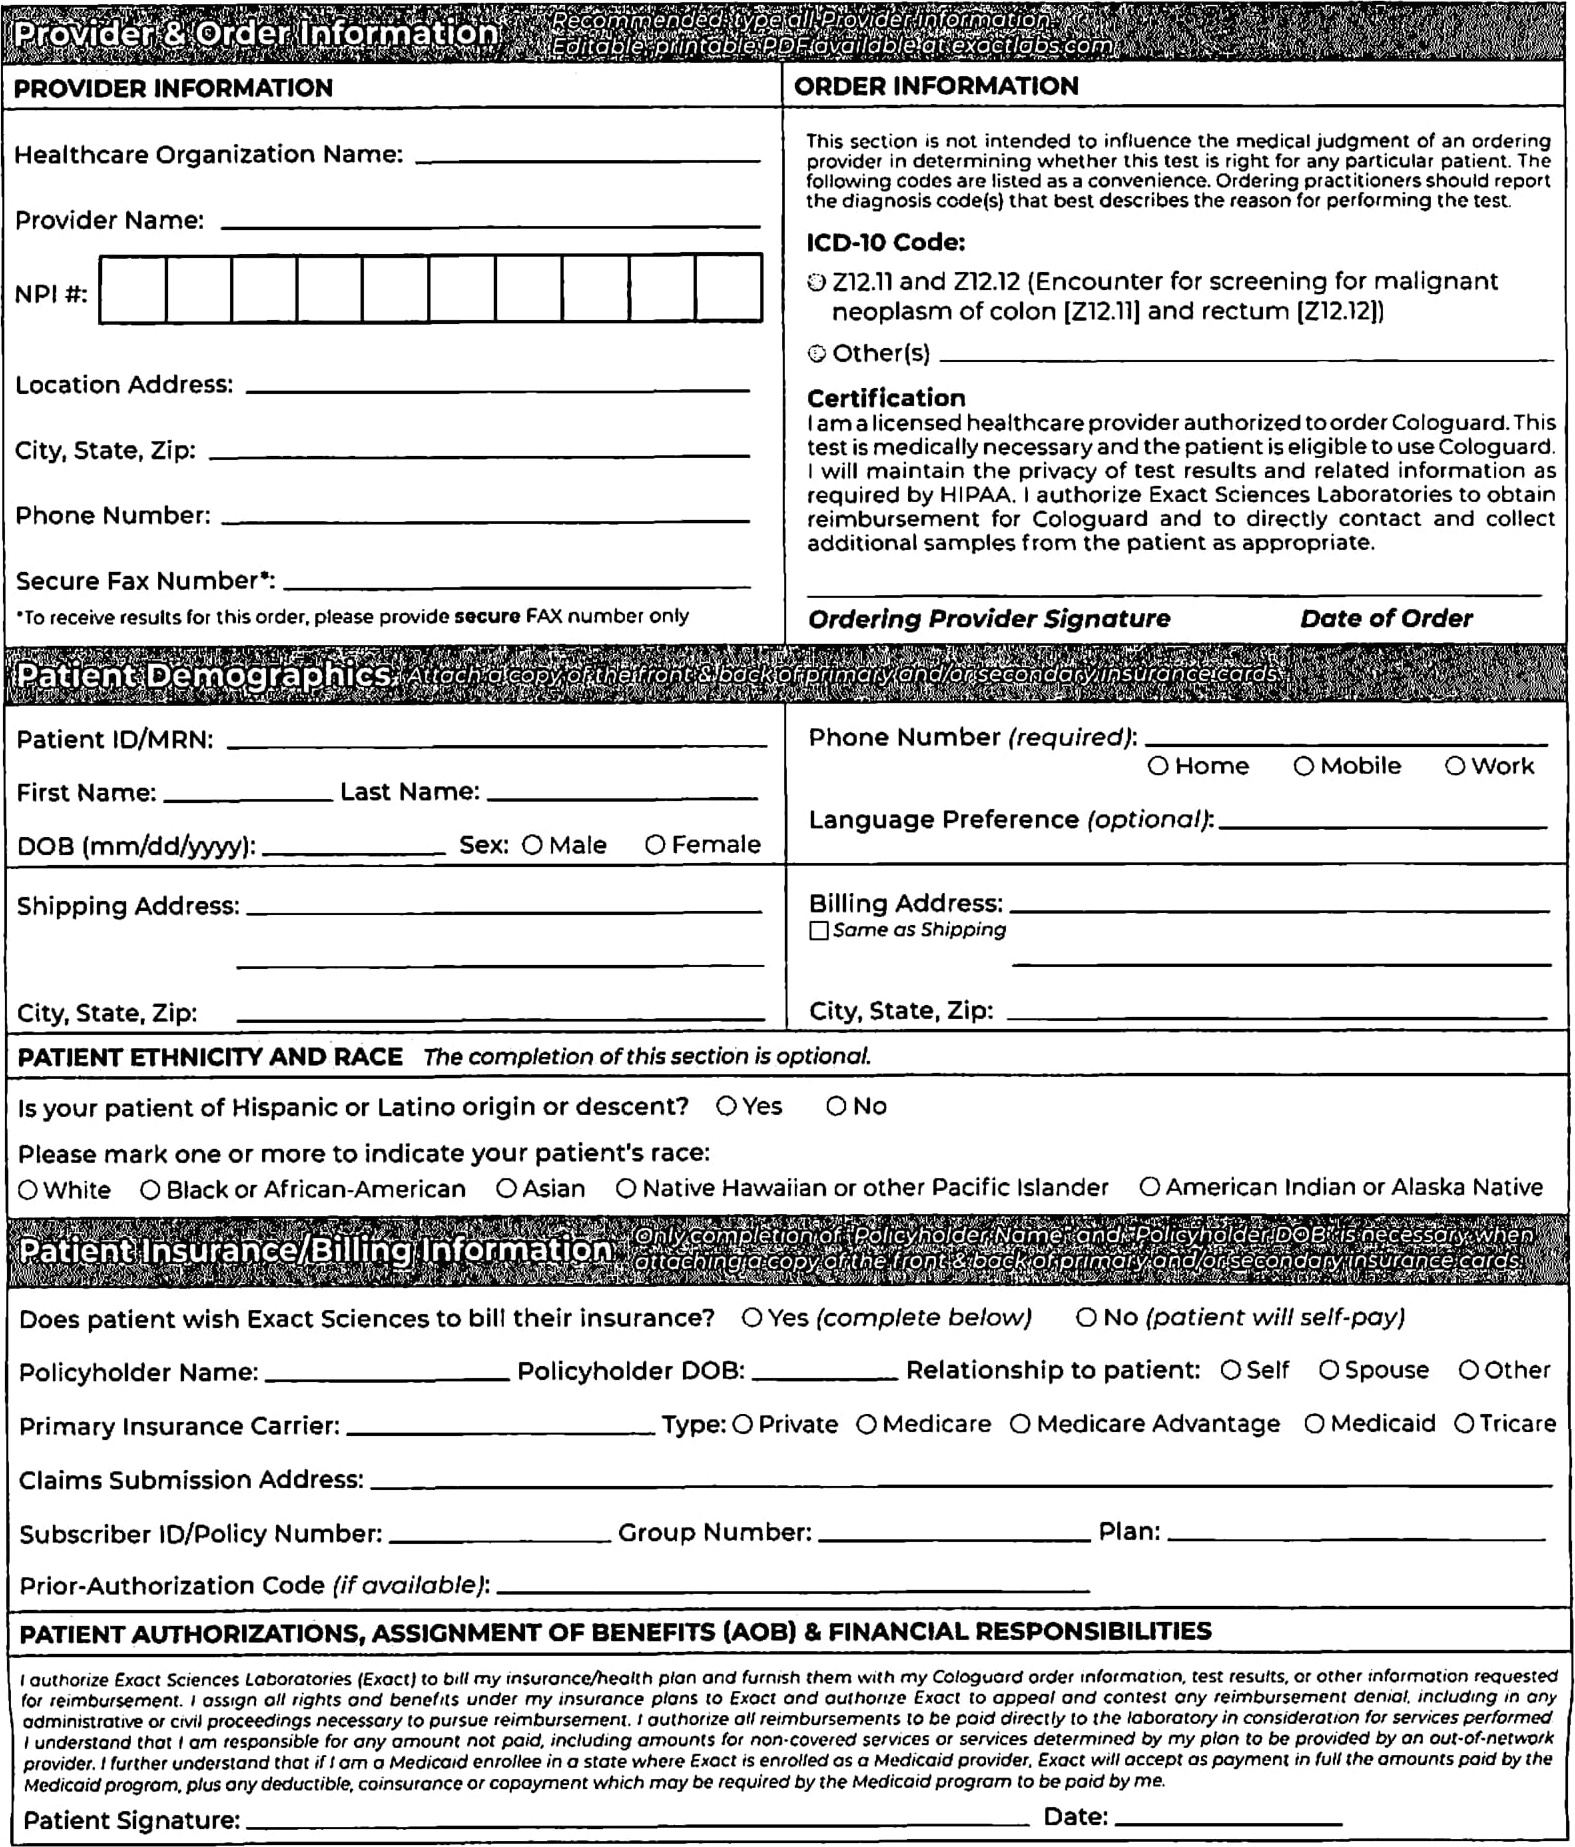 Provider & Order Information
Recommended: type all Provider information.
Editable, printable PDF available at exactlabs.com
PROVIDER INFORMATION
Healthcare Organization Name:
Provider Name:
NPI #:
Location Address:
City, State, Zip:
Phone Number:
Secure Fax Number*:
*To receive results for this order, please provide secure FAX number only
ORDER INFORMATION
This section is not intended to influence the medical judgment of an ordering
provider in determining whether this test is right for any particular patient. The
following codes are listed as a convenience. Ordering practitioners should report
the diagnosis code(s) that best describes the reason for performing the test.
ICD-10 Code:
Z12.11 and Z12.12 (Encounter for screening for malignant
neoplasm of colon [Z12.11] and rectum [Z12.12])
Other(s)
Certification
I am a licensed healthcare provider authorized to order Cologuard. This
test is medically necessary and the patient is eligible to use Cologuard.
I will maintain the privacy of test results and related information as
required by HIPAA. I authorize Exact Sciences Laboratories to obtain
reimbursement for Cologuard and to directly contact and collect
additional samples from the patient as appropriate.
Ordering Provider Signature Date of Order
Patient Demographics Attach a copy of the front & back of primary and/or secondary insurance cards.
Patient ID/MRN:
First Name: Last Name:
DOB (mm/dd/yyyy): Sex: Male Female
Phone Number (required):
Home Mobile Work
Language Preference (optional):
Shipping Address:
City, State, Zip:
Billing Address:
Same as Shipping
City, State, Zip:
PATIENT ETHNICITY AND RACE The completion of this section is optional.
Is your patient of Hispanic or Latino origin or descent? Yes No
Please mark one or more to indicate your patient's race:
White Black or African-American Asian Native Hawaiian or other Pacific Islander American Indian or Alaska Native
Patient Insurance/Billing Information
Only completion of "Policyholder Name" and "Policyholder DOB" is necessary when
attaching a copy of the front & back of primary and/or secondary insurance cards.
Does patient wish Exact Sciences to bill their insurance? Yes (complete below) No (patient will self-pay)
Policyholder Name: Policyholder DOB: Relationship to patient: Self Spouse Other
Primary Insurance Carrier: Type: Private Medicare Medicare Advantage Medicaid Tricare
Claims Submission Address:
Subscriber ID/Policy Number: Group Number: Plan:
Prior-Authorization Code (if available):
PATIENT AUTHORIZATIONS, ASSIGNMENT OF BENEFITS (AOB) & FINANCIAL RESPONSIBILITIES
I authorize Exact Sciences Laboratories (Exact) to bill my insurance/health plan and furnish them with my Cologuard order information, test results, or other information requested
for reimbursement. I assign all rights and benefits under my insurance plans to Exact and authorize Exact to appeal and contest any reimbursement denial, including in any
administrative or civil proceedings necessary to pursue reimbursement. I authorize all reimbursements to be paid directly to the laboratory in consideration for services performed
I understand that I am responsible for any amount not paid, including amounts for non-covered services or services determined by my plan to be provided by an out-of-network
provider. I further understand that if I am a Medicaid enrollee in a state where Exact is enrolled as a Medicaid provider, Exact will accept as payment in full the amounts paid by the
Medicaid program, plus any deductible, coinsurance or copayment which may be required by the Medicaid program to be paid by me.
Patient Signature: Date: